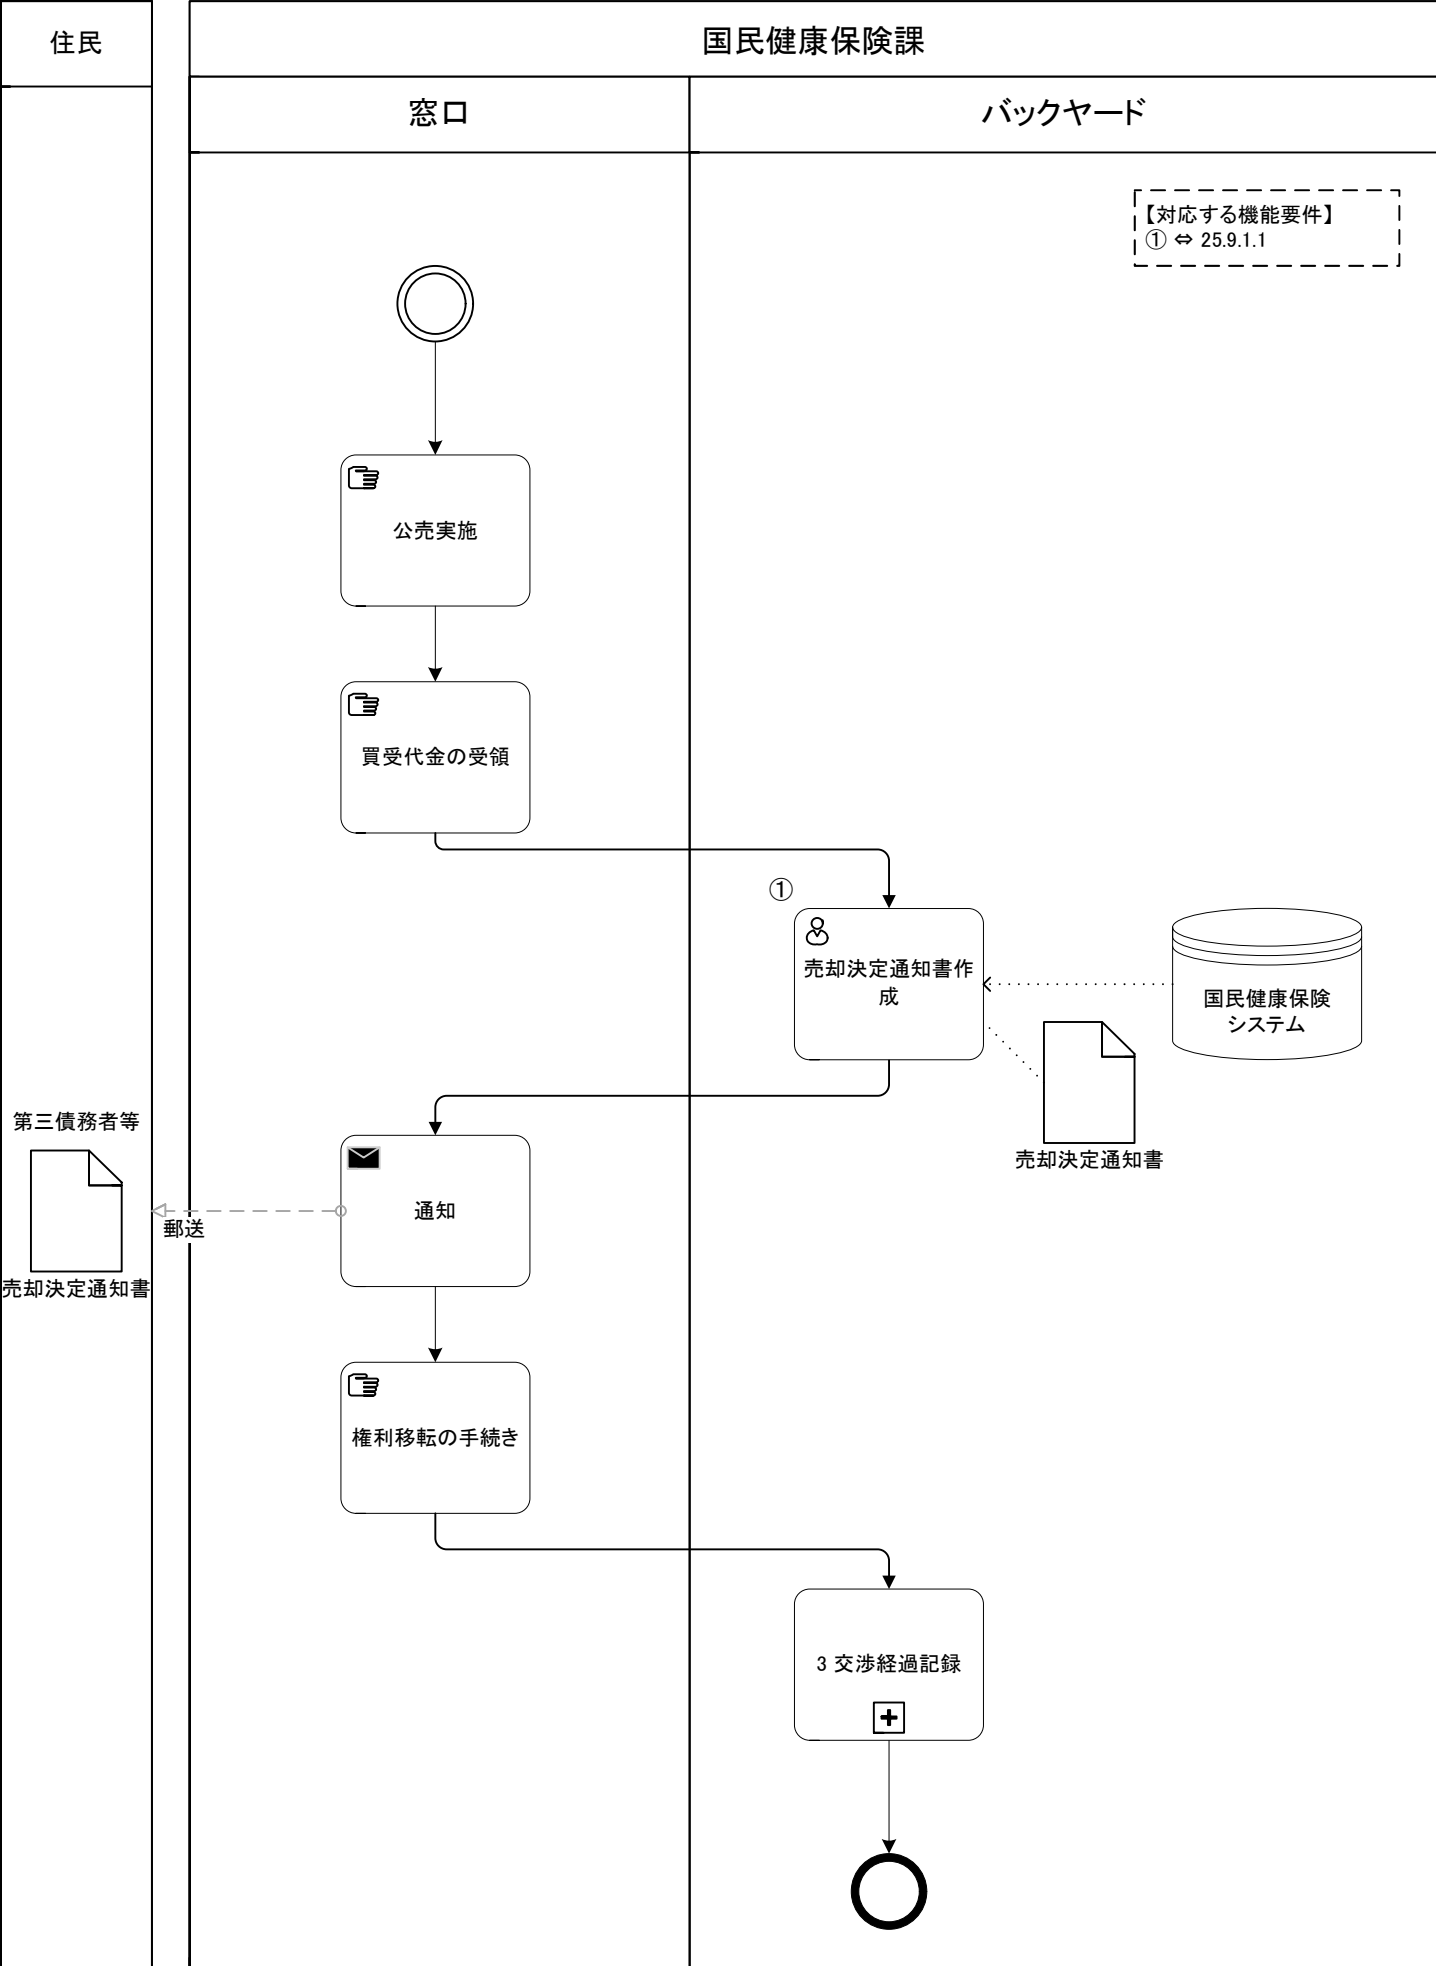 住民
国民健康保険課
窓口
バックヤード
【対応する機能要件】
① ⇔ 25.9.1.1
公売実施
買受代金の受領
①
売却決定通知書作
成
国民健康保険
システム
売却決定通知書
第三債務者等
売却決定通知書
郵送
通知
権利移転の手続き
3 交渉経過記録